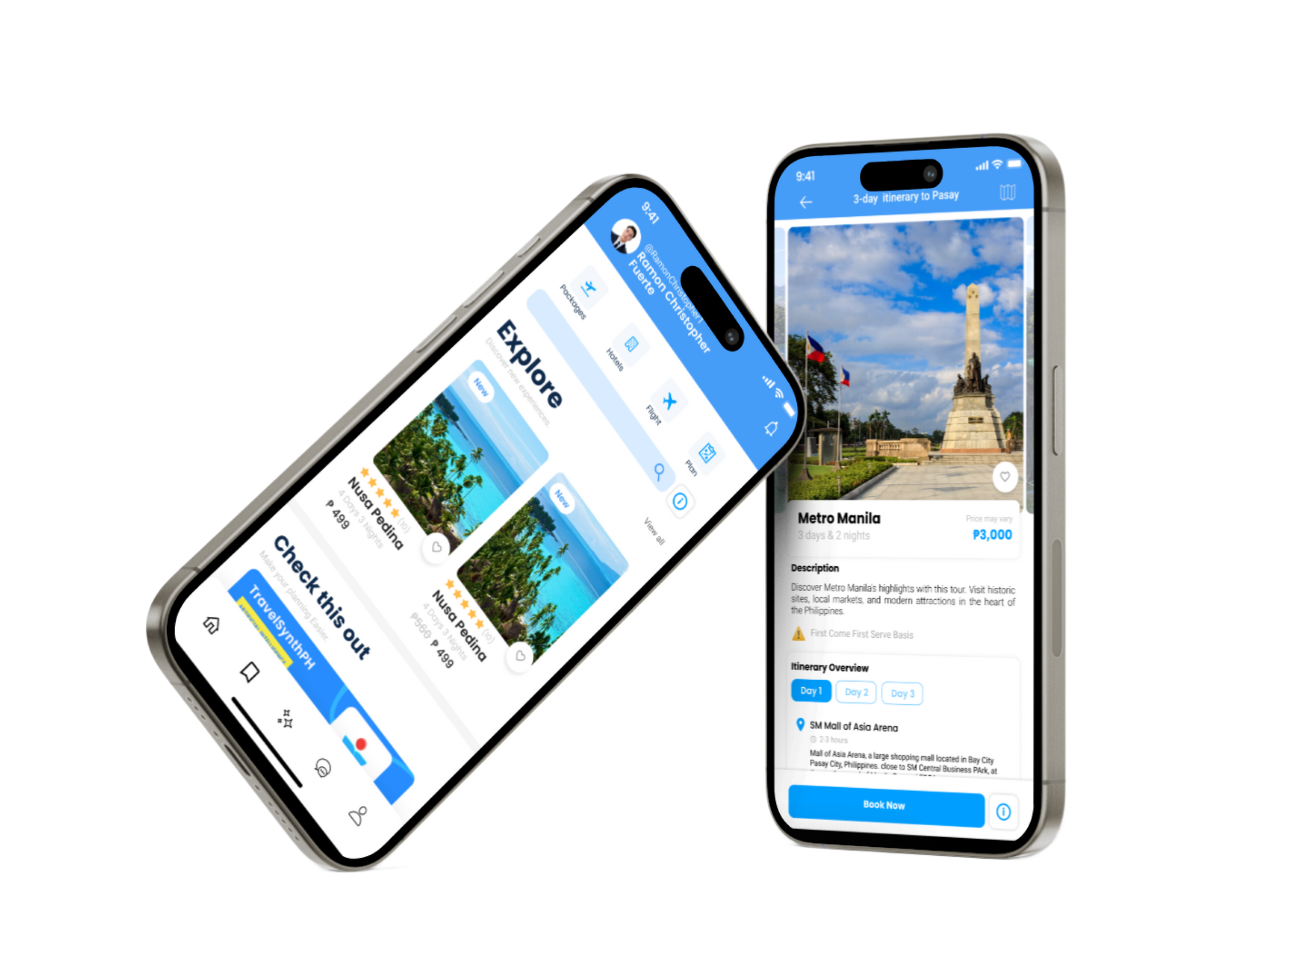 9:41
@RamonChristopher1
Ramon Christopher
Fuerte
Packages
Hotels
Flight
Plan
Explore
Discover new experiences
View all
New
Nusa Pedina
4 Days 3 Nights
(10)
₱ 499
New
Nusa Pedina
4 Days 3 Nights
(10)
₱560 ₱ 499
Check this out
Make your planning Easier.
TravelSynthPH
9:41
3-day itinerary to Pasay
Metro Manila
Price may vary
3 days & 2 nights
₱3,000
Description
Discover Metro Manila's highlights with this tour. Visit historic
sites, local markets, and modern attractions in the heart of
the Philippines.
First Come First Serve Basis
Itinerary Overview
Day 1
Day 2
Day 3
SM Mall of Asia Arena
2-3 hours
Mall of Asia Arena, a large shopping mall located in Bay City
Pasay City, Philippines, close to SM Central Business PArk, at
Book Now